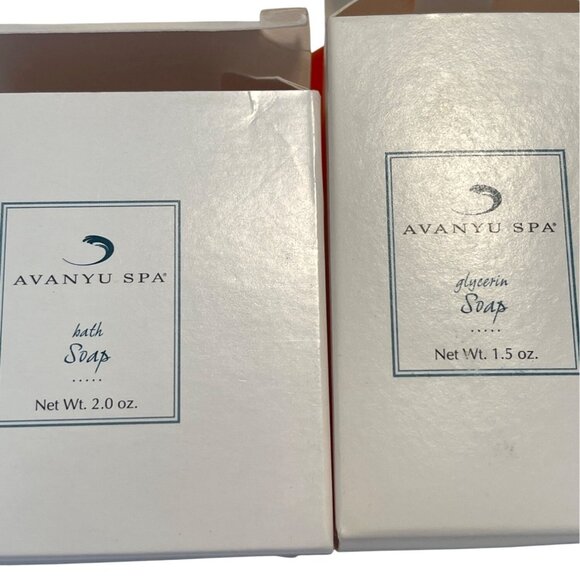 AVANYU SPA®
bath
Soap
.....
Net Wt. 2.0 oz.
AVANYU SPA®
glycerin
Soap
.....
Net Wt. 1.5 oz.